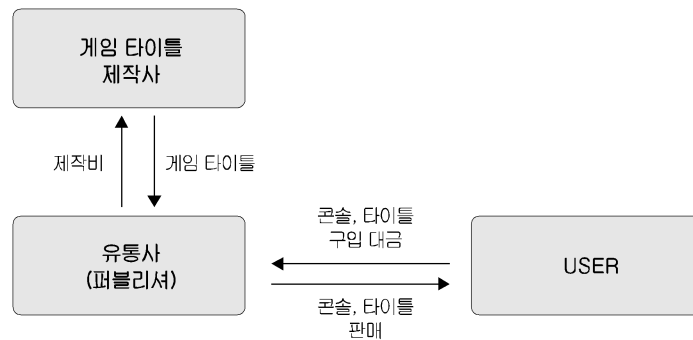 게임 타이틀
제작사
제작비
게임 타이틀
유통사
(퍼블리셔)
콘솔, 타이틀
구입 대금
콘솔, 타이틀
판매
USER